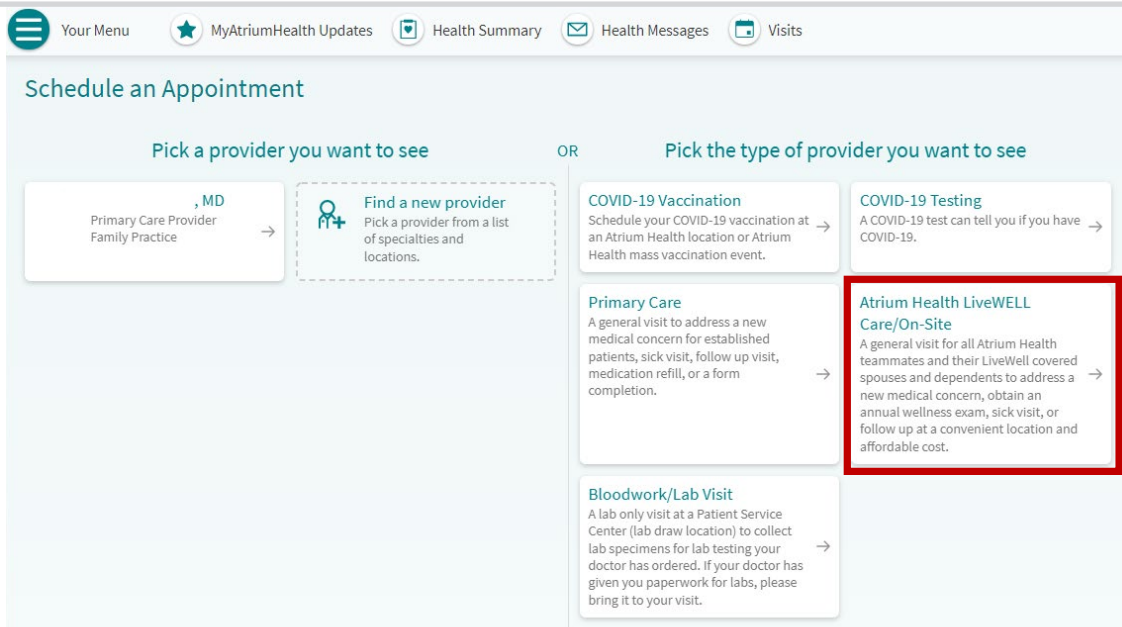 Your Menu
MyAtriumHealth Updates
Health Summary
Health Messages
Visits
Schedule an Appointment
Pick a provider you want to see
OR
Pick the type of provider you want to see
, MD
Primary Care Provider
Family Practice
Find a new provider
Pick a provider from a list
of specialties and
locations.
COVID-19 Vaccination
Schedule your COVID-19 vaccination at
an Atrium Health location or Atrium
Health mass vaccination event.
COVID-19 Testing
A COVID-19 test can tell you if you have
COVID-19.
Primary Care
A general visit to address a new
medical concern for established
patients, sick visit, follow up visit,
medication refill, or a form
completion.
Atrium Health LiveWELL
Care/On-Site
A general visit for all Atrium Health
teammates and their LiveWell covered
spouses and dependents to address a
new medical concern, obtain an
annual wellness exam, sick visit, or
follow up at a convenient location and
affordable cost.
Bloodwork/Lab Visit
A lab only visit at a Patient Service
Center (lab draw location) to collect
lab specimens for lab testing your
doctor has ordered. If your doctor has
given you paperwork for labs, please
bring it to your visit.